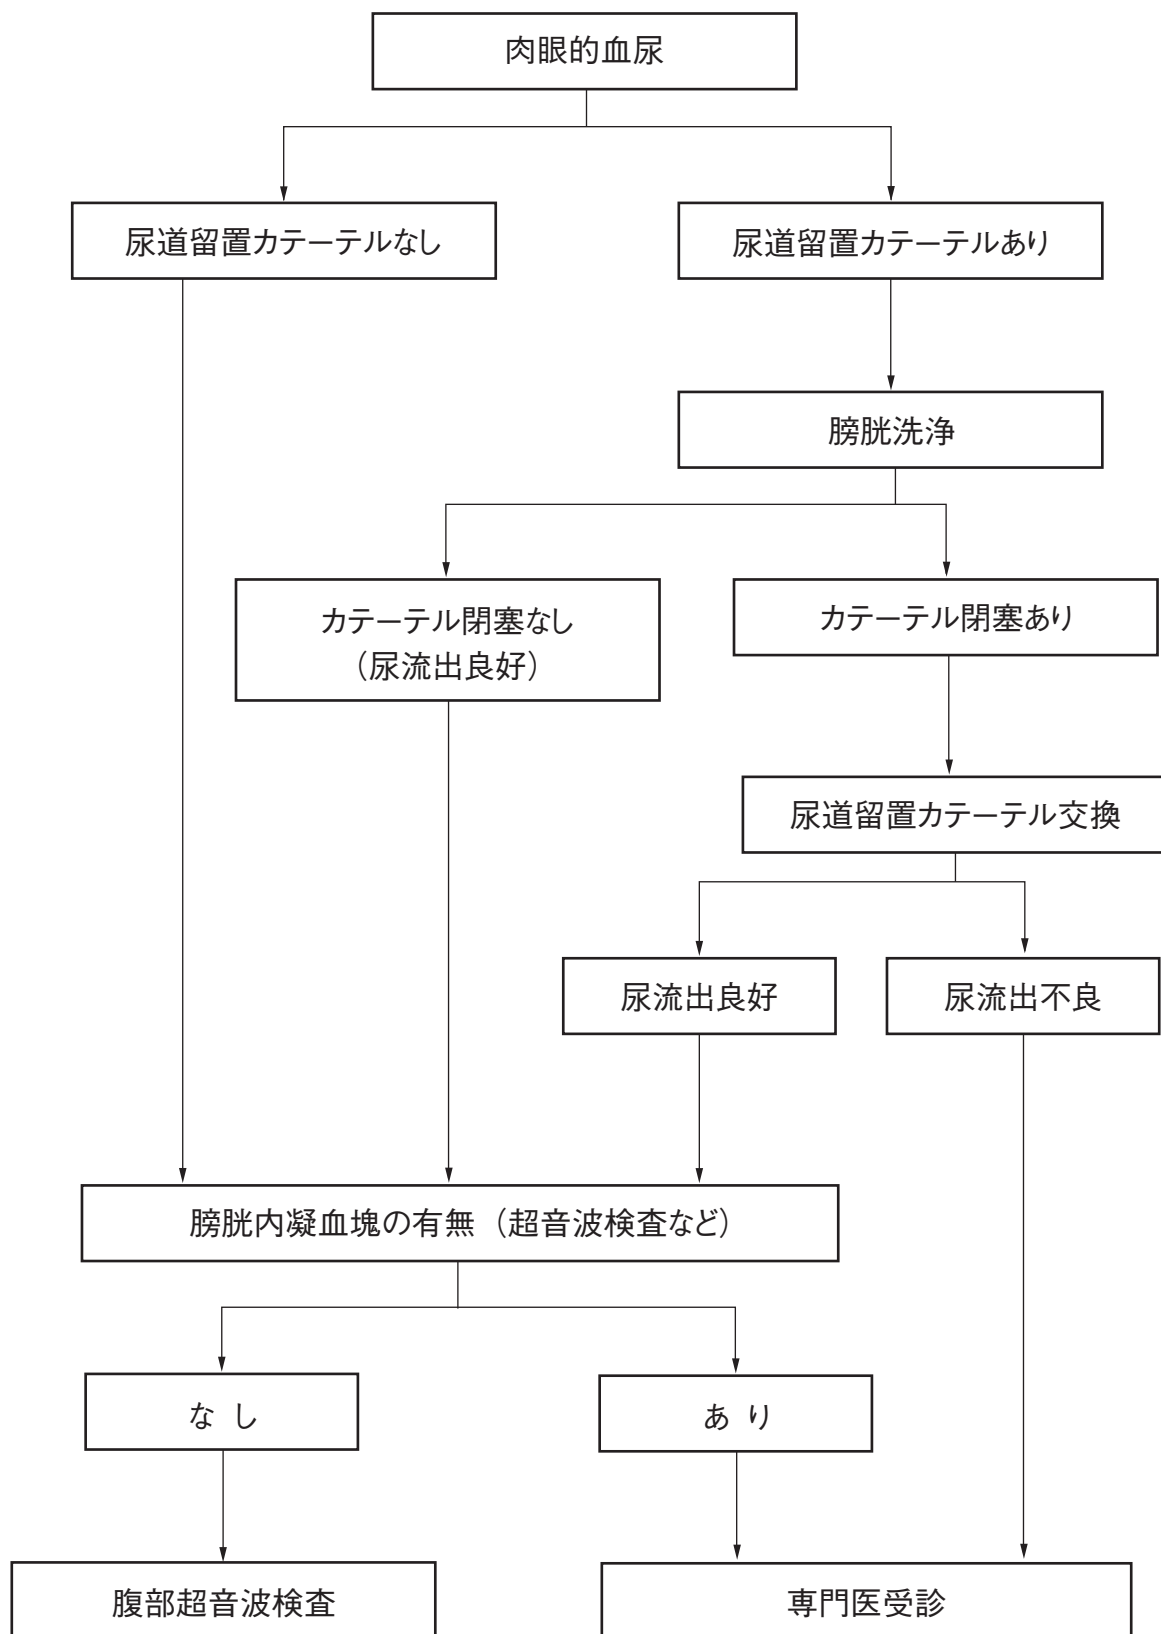 肉眼的血尿
尿道留置カテーテルなし
尿道留置カテーテルあり
膀胱洗浄
カテーテル閉塞なし
（尿流出良好）
カテーテル閉塞あり
尿道留置カテーテル交換
尿流出良好
尿流出不良
膀胱内凝血塊の有無（超音波検査など）
なし
あり
腹部超音波検査
専門医受診